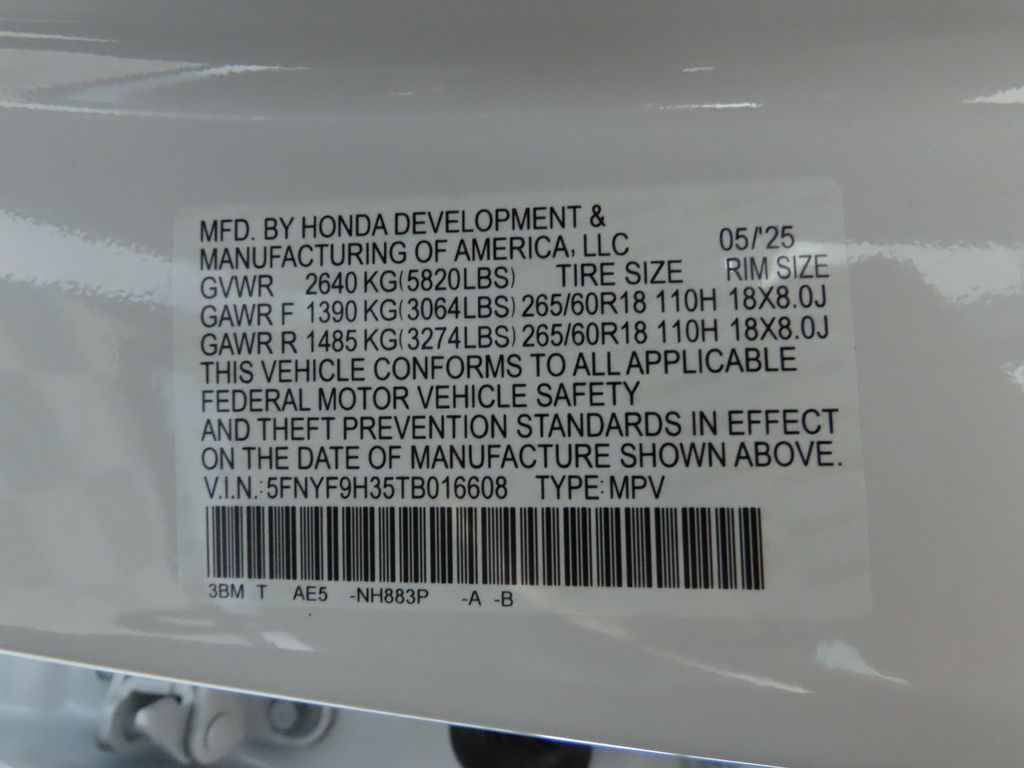 MFD. BY HONDA DEVELOPMENT &
MANUFACTURING OF AMERICA, LLC 05/'25
GVWR 2640 KG(5820LBS) TIRE SIZE RIM SIZE
GAWR F 1390 KG(3064LBS) 265/60R18 110H 18X8.0J
GAWR R 1485 KG(3274LBS) 265/60R18 110H 18X8.0J
THIS VEHICLE CONFORMS TO ALL APPLICABLE
FEDERAL MOTOR VEHICLE SAFETY
AND THEFT PREVENTION STANDARDS IN EFFECT
ON THE DATE OF MANUFACTURE SHOWN ABOVE.
V.I.N.:5FNYF9H35TB016608 TYPE:MPV
3BM T AE5 -NH883P -A -B